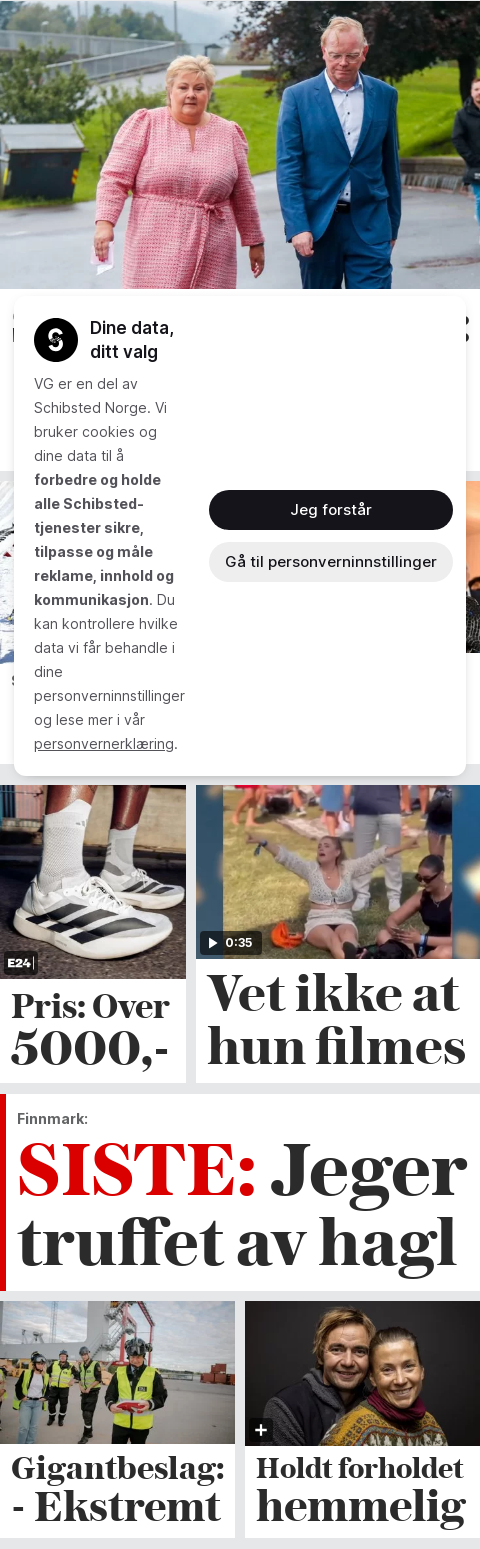 Dine data,
ditt valg
VG er en del av
Schibsted Norge. Vi
bruker cookies og
dine data til å
forbedre og holde
alle Schibsted-
tjenester sikre,
tilpasse og måle
reklame, innhold og
kommunikasjon. Du
kan kontrollere hvilke
data vi får behandle i
dine
personverninnstillinger
og lese mer i vår
personvernerklæring.
Jeg forstår
Gå til personverninnstillinger
E24
Pris: Over
5000,-
0:35
Vet ikke at
hun filmes
Finnmark:
SISTE: Jeger
truffet av hagl
Gigantbeslag:
- Ekstremt
Holdt forholdet
hemmelig